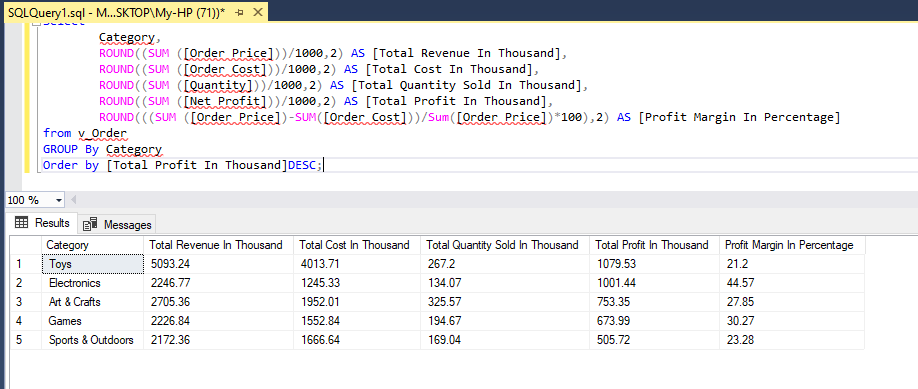 SQLQuery1.sql - M...SKTOP\My-HP (71))*
Select
Category,
ROUND((SUM ([Order Price]))/1000,2) AS [Total Revenue In Thousand],
ROUND((SUM ([Order Cost]))/1000,2) AS [Total Cost In Thousand],
ROUND((SUM ([Quantity]))/1000,2) AS [Total Quantity Sold In Thousand],
ROUND((SUM ([Net Profit]))/1000,2) AS [Total Profit In Thousand],
ROUND(((SUM ([Order Price])-SUM([Order Cost]))/Sum([Order Price])*100),2) AS [Profit Margin In Percentage]
from v_Order
GROUP By Category
Order by [Total Profit In Thousand]DESC;
100 %
Results Messages
Category Total Revenue In Thousand Total Cost In Thousand Total Quantity Sold In Thousand Total Profit In Thousand Profit Margin In Percentage
1 Toys 5093.24 4013.71 267.2 1079.53 21.2
2 Electronics 2246.77 1245.33 134.07 1001.44 44.57
3 Art & Crafts 2705.36 1952.01 325.57 753.35 27.85
4 Games 2226.84 1552.84 194.67 673.99 30.27
5 Sports & Outdoors 2172.36 1666.64 169.04 505.72 23.28